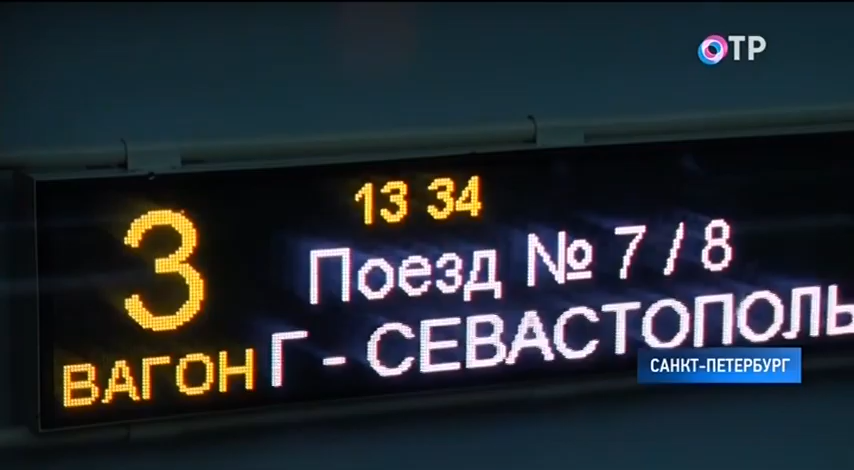 ОТР
13 34
3
Поезд № 7 / 8
ВАГОН
Г - СЕВАСТОПОЛЬ
САНКТ-ПЕТЕРБУРГ